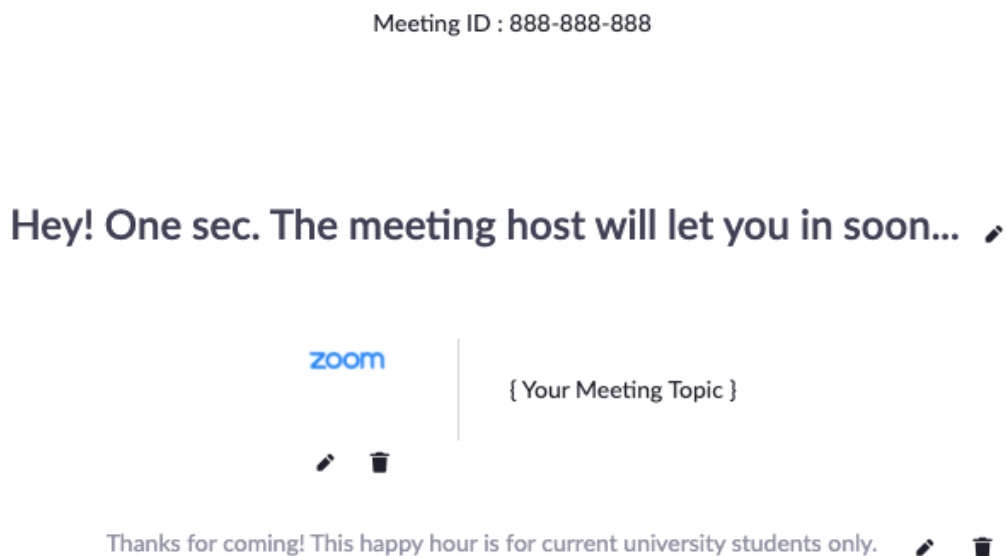 Meeting ID : 888-888-888
Hey! One sec. The meeting host will let you in soon...
zoom
{ Your Meeting Topic }
Thanks for coming! This happy hour is for current university students only.